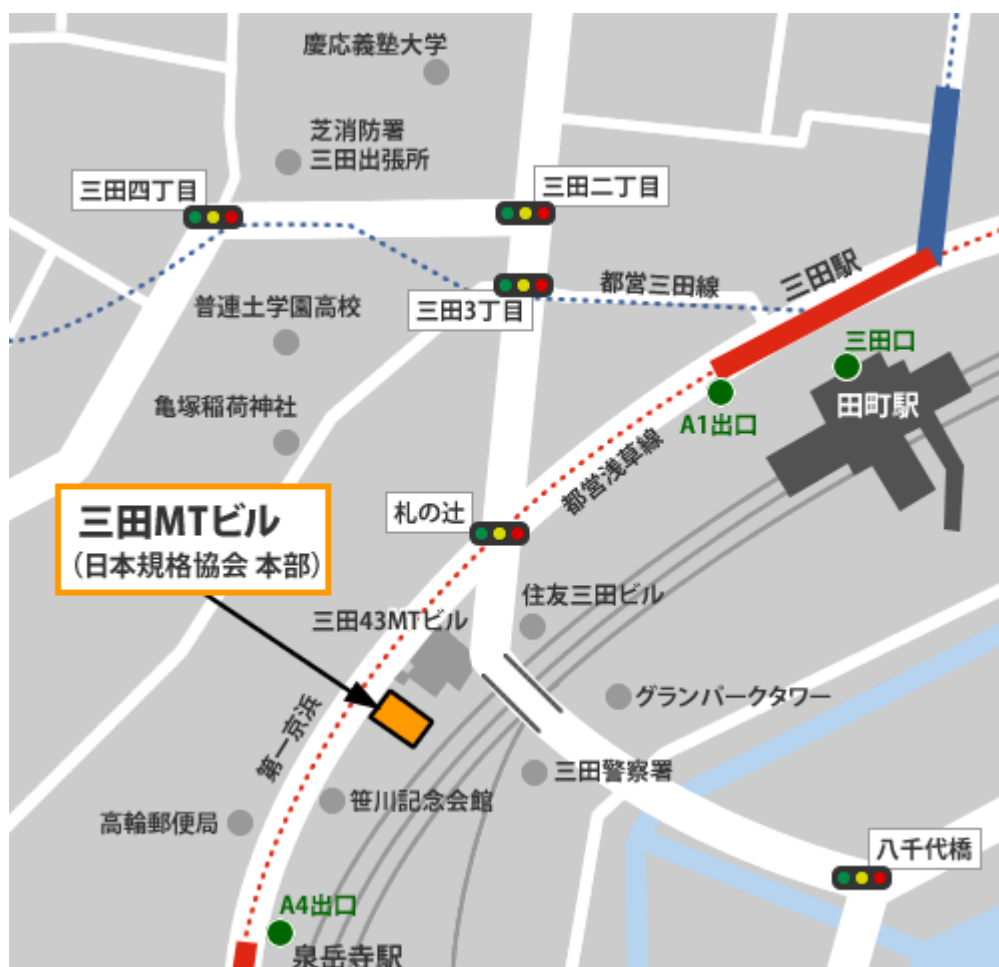 慶応義塾大学
芝消防署
三田出張所
三田四丁目
三田二丁目
三田駅
都営三田線
三田3丁目
普連土学園高校
三田口
田町駅
A1出口
亀塚稲荷神社
都営浅草線
札の辻
三田MTビル
(日本規格協会 本部)
住友三田ビル
三田43MTビル
グランパークタワー
第一京浜
三田警察署
笹川記念会館
高輪郵便局
八千代橋
A4出口
泉岳寺駅